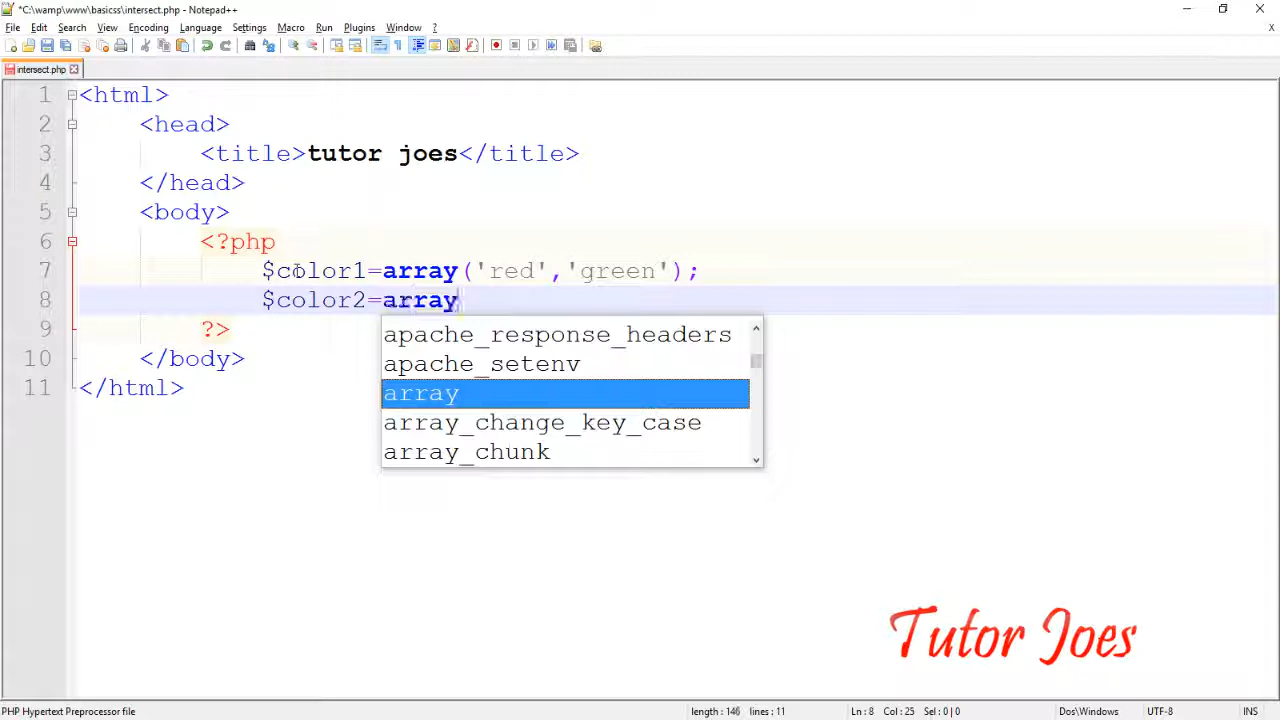 *C:\wamp\www\basicss\intersect.php - Notepad++
File Edit Search View Encoding Language Settings Macro Run Plugins Window ?
X
intersect.php
1 <html>
2 <head>
3 <title>tutor joes</title>
4 </head>
5 <body>
6 <?php
7 $color1=array('red','green');
8 $color2=array
9 ?>
10 </body>
11 </html>
apache_response_headers
apache_setenv
array
array_change_key_case
array_chunk
Tutor Joes
PHP Hypertext Preprocessor file length : 146 lines : 11 Ln : 8 Col : 25 Sel : 0 | 0 Dos\Windows UTF-8 INS